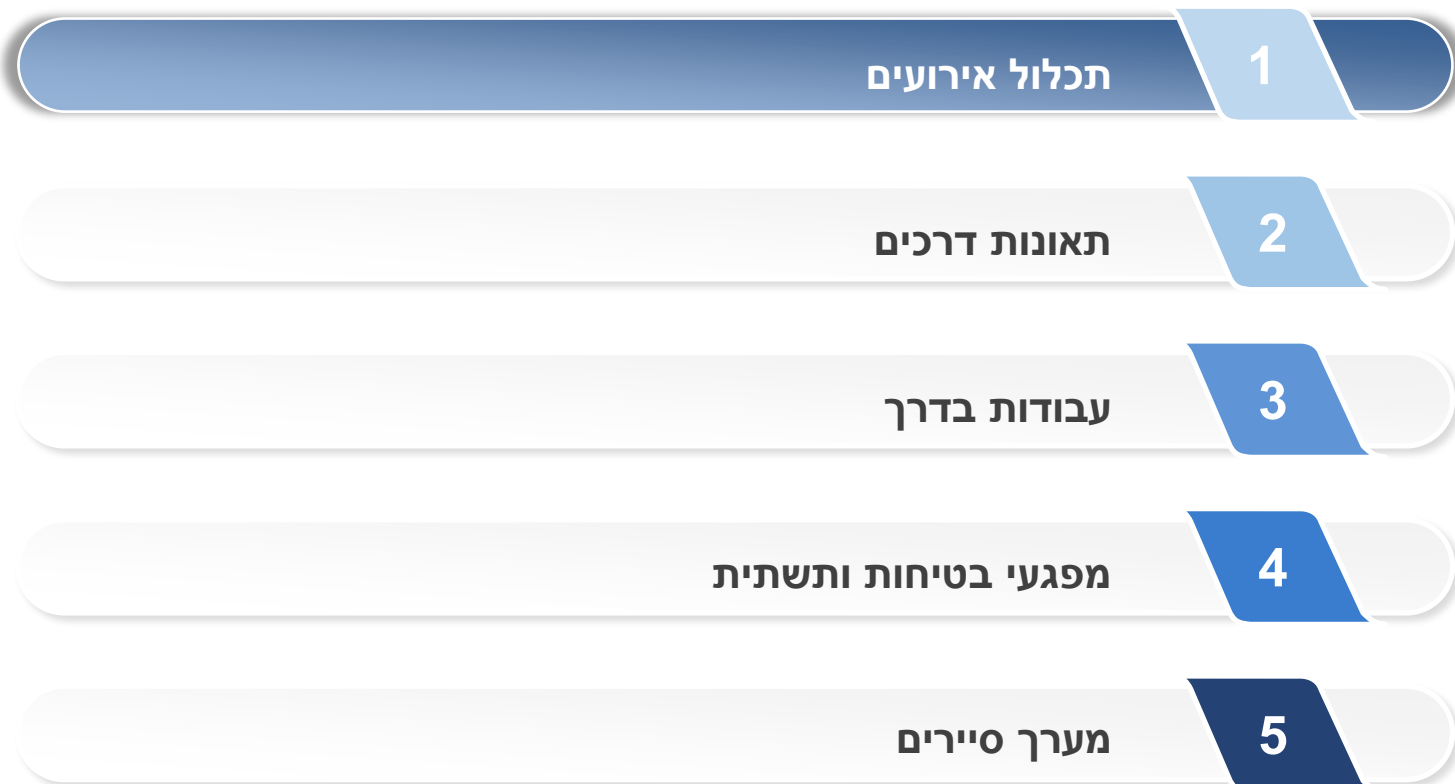 1 תכלול אירועים
2 תאונות דרכים
3 עבודות בדרך
4 מפגעי בטיחות ותשתית
5 מערך סיירים